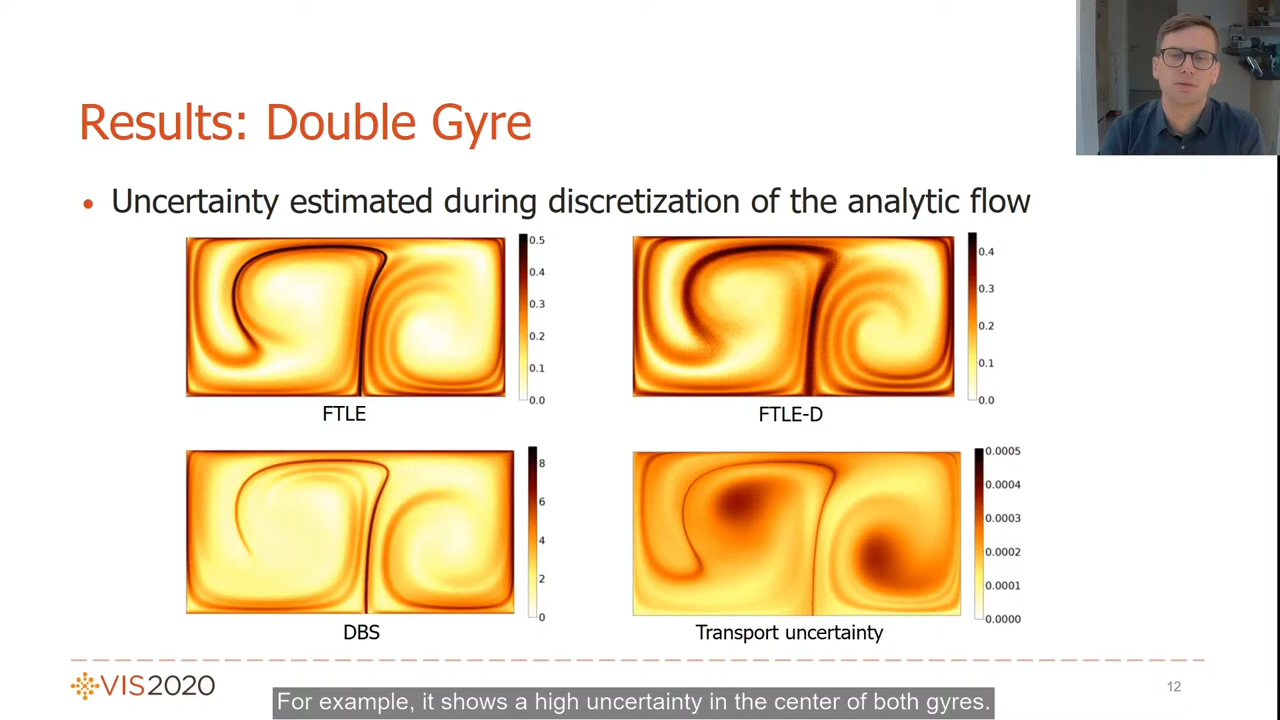 Results: Double Gyre
• Uncertainty estimated during discretization of the analytic flow
0.5
0.4
0.3
0.2
0.1
0.0
FTLE
0.4
0.3
0.2
0.1
0.0
FTLE-D
8
6
4
2
0
DBS
0.0005
0.0004
0.0003
0.0002
0.0001
0.0000
Transport uncertainty
VIS2020
12
For example, it shows a high uncertainty in the center of both gyres.